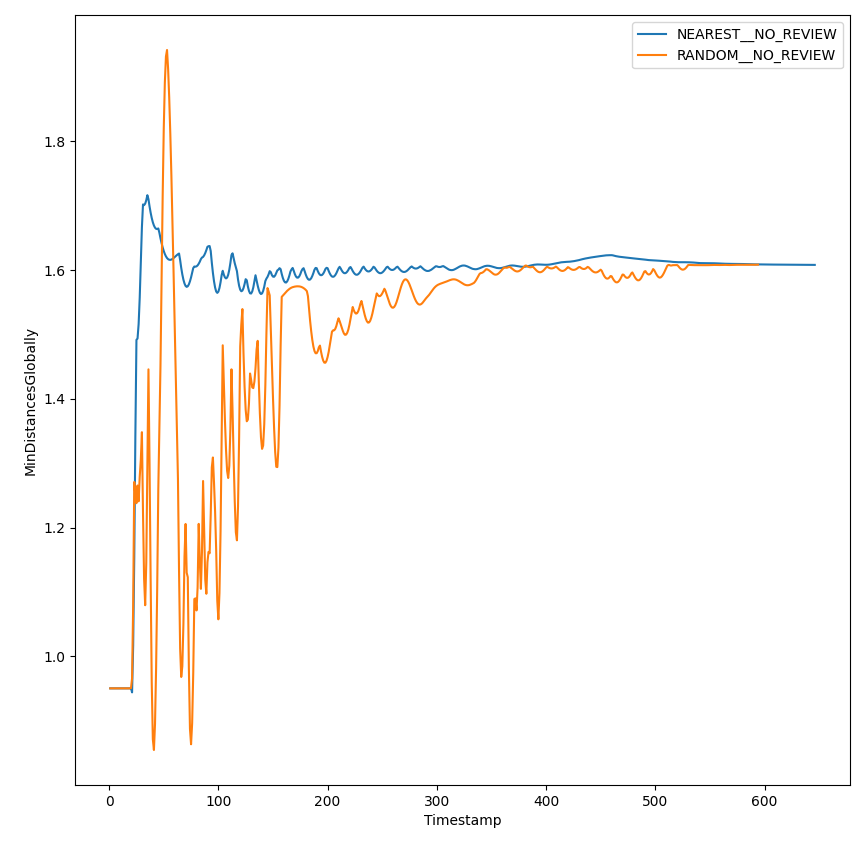 NEAREST__NO_REVIEW
RANDOM__NO_REVIEW
1.8
1.6
1.4
1.2
1.0
MinDistancesGlobally
0 100 200 300 400 500 600
Timestamp